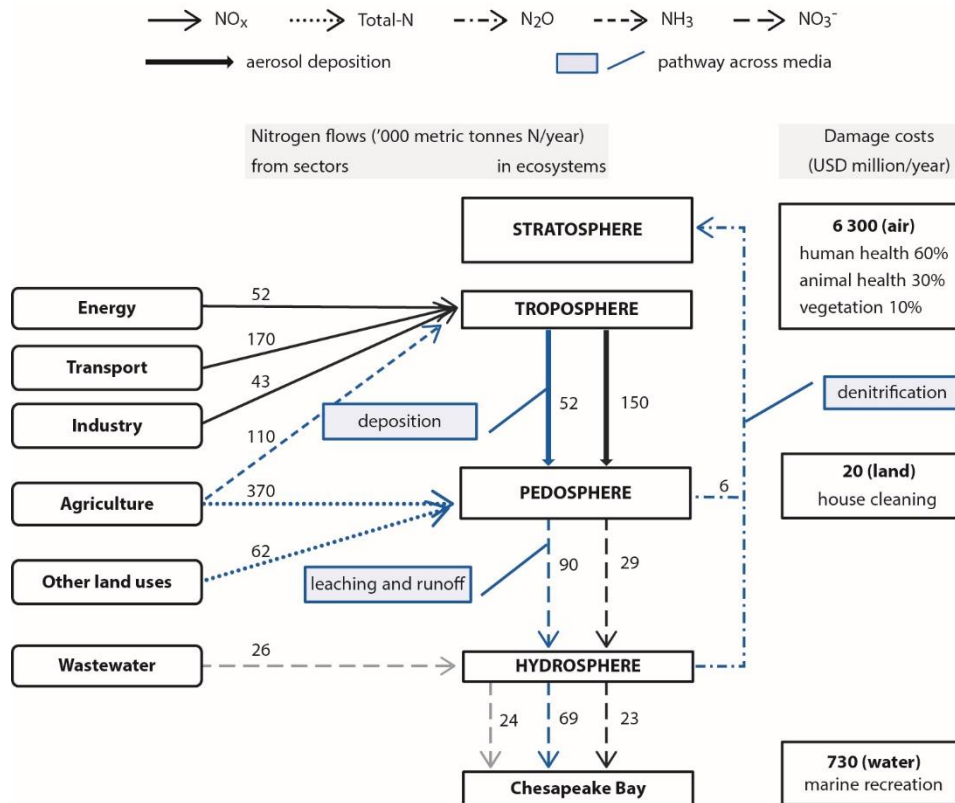 NOx Total-N N2O NH3 NO3-
aerosol deposition pathway across media
Nitrogen flows ('000 metric tonnes N/year)
from sectors in ecosystems
Damage costs
(USD million/year)
STRATOSPHERE
6 300 (air)
human health 60%
animal health 30%
vegetation 10%
Energy
52
TROPOSPHERE
Transport
170
Industry
43
110
deposition
52
150
denitrification
Agriculture
370
PEDOSPHERE
6
20 (land)
house cleaning
Other land uses
62
leaching and runoff
90
29
Wastewater
26
HYDROSPHERE
24
69
23
Chesapeake Bay
730 (water)
marine recreation